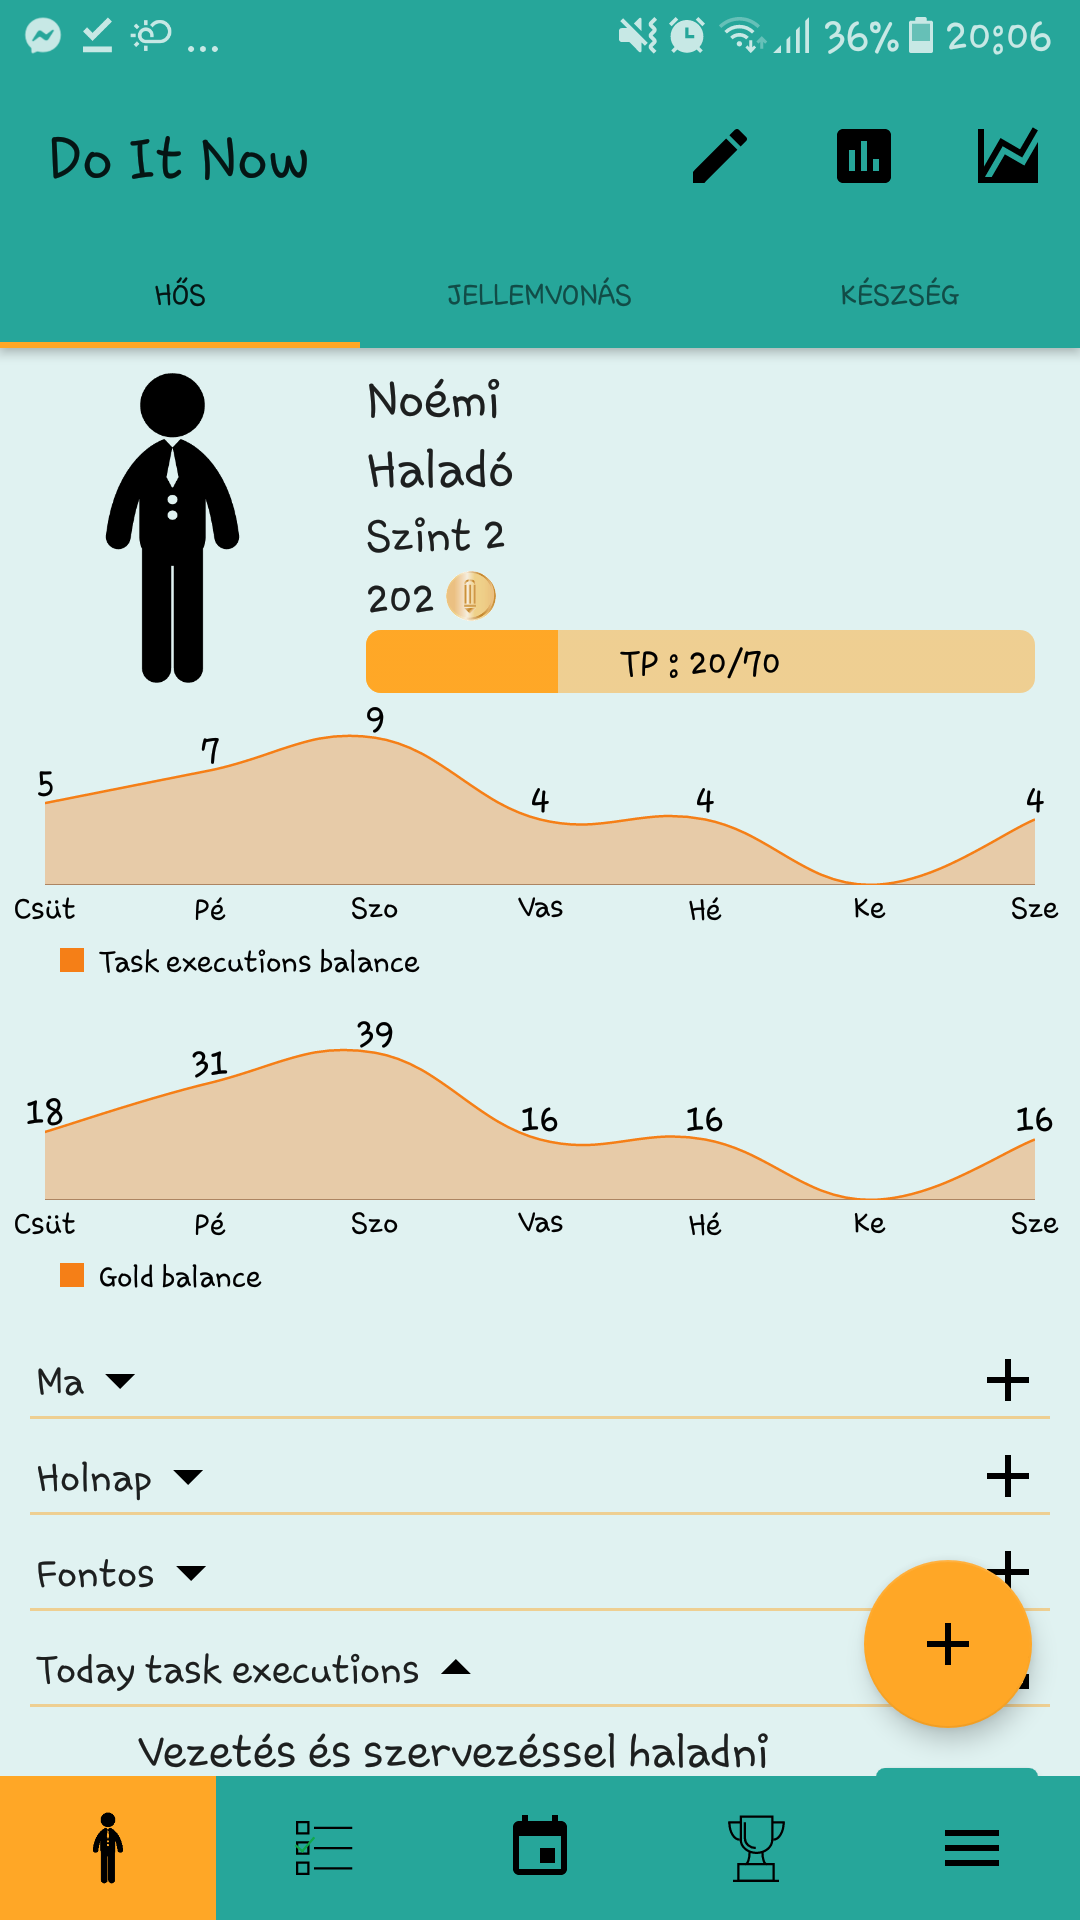 36% 20:06
Do It Now
HŐS JELLEMVONÁS KÉSZSÉG
Noémi
Haladó
Szint 2
202
TP : 20/70
5 7 9 4 4 4
Csüt Pé Szo Vas Hé Ke Sze
Task executions balance
18 31 39 16 16 16
Csüt Pé Szo Vas Hé Ke Sze
Gold balance
Ma
Holnap
Fontos
Today task executions
Vezetés és szervezéssel haladni